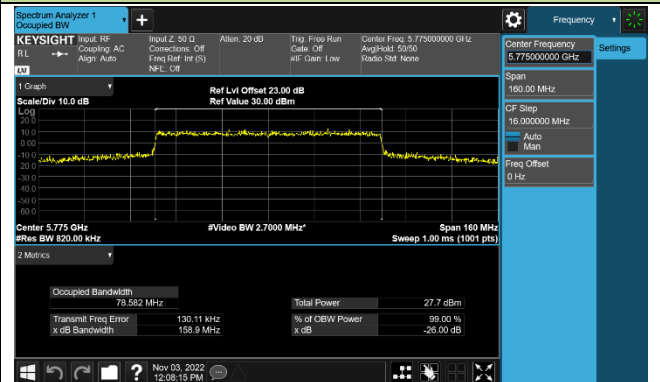 Spectrum Analyzer 1
Occupied BW
+
Frequency
KEYSIGHT Input: RF Input Z: 50 Ω Atten: 20 dB Trig: Free Run Center Freq: 5.775000000 GHz
RL Coupling: AC Corrections: Off Gate: Off Avg|Hold: 50/50
Align: Auto Freq Ref: Int (S) #IF Gain: Low Radio Std: None
LXI NFE: Off
Center Frequency
5.775000000 GHz
Settings
Span
160.00 MHz
CF Step
16.000000 MHz
Auto
Man
Freq Offset
0 Hz
1 Graph
Scale/Div 10.0 dB
Ref Lvl Offset 23.00 dB
Ref Value 30.00 dBm
Log
20.0
10.0
0.00
-10.0
-20.0
-30.0
-40.0
-50.0
-60.0
Center 5.775 GHz #Video BW 2.7000 MHz* Span 160 MHz
#Res BW 820.00 kHz Sweep 1.00 ms (1001 pts)
2 Metrics
Occupied Bandwidth
78.582 MHz Total Power 27.7 dBm
Transmit Freq Error 130.11 kHz % of OBW Power 99.00 %
x dB Bandwidth 158.9 MHz x dB -26.00 dB
? Nov 03, 2022
12:08:15 PM